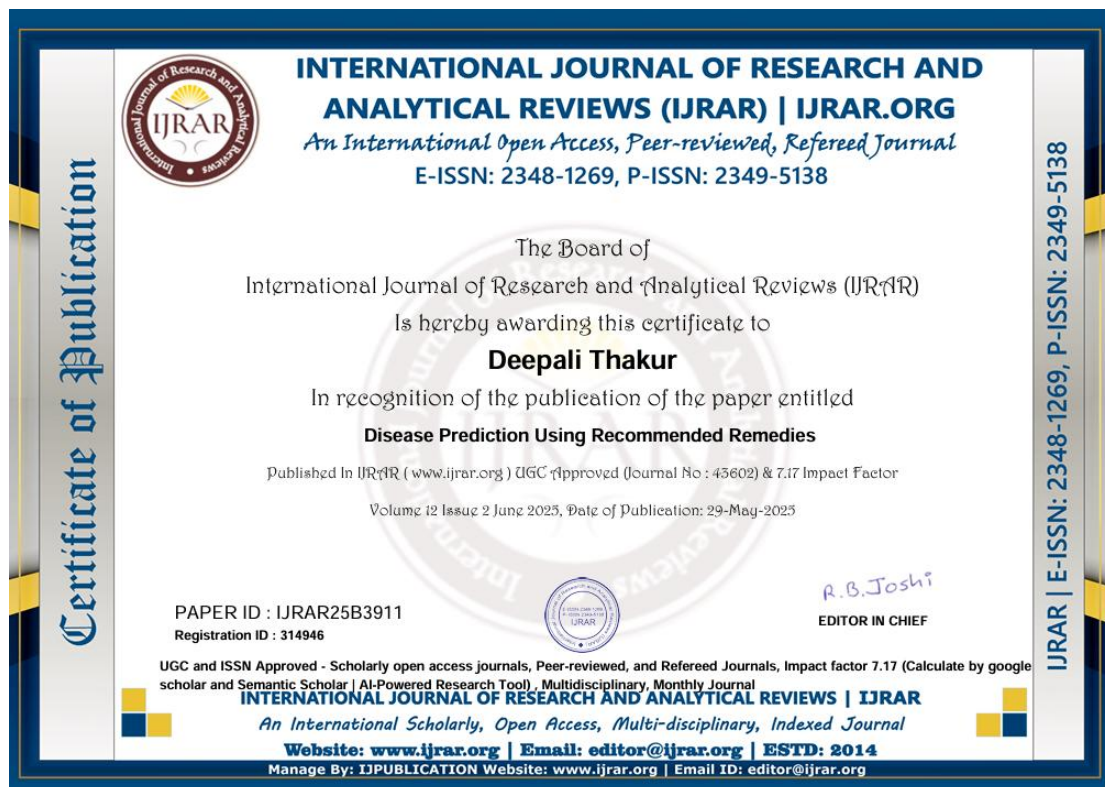 Certificate of Publication
International Journal of Research and Analytical Reviews
IJRAR
INTERNATIONAL JOURNAL OF RESEARCH AND
ANALYTICAL REVIEWS (IJRAR) | IJRAR.ORG
An International Open Access, Peer-reviewed, Refereed Journal
E-ISSN: 2348-1269, P-ISSN: 2349-5138
The Board of
International Journal of Research and Analytical Reviews (IJRAR)
Is hereby awarding this certificate to
Deepali Thakur
In recognition of the publication of the paper entitled
Disease Prediction Using Recommended Remedies
Published In IJRAR ( www.ijrar.org ) UGC Approved (Journal No : 43602) & 7.17 Impact Factor
Volume 12 Issue 2 June 2025, Date of Publication: 29-May-2025
PAPER ID : IJRAR25B3911
Registration ID : 314946
IJRAR
R.B.Joshi
EDITOR IN CHIEF
UGC and ISSN Approved - Scholarly open access journals, Peer-reviewed, and Refereed Journals, Impact factor 7.17 (Calculate by google
scholar and Semantic Scholar | AI-Powered Research Tool) , Multidisciplinary, Monthly Journal
INTERNATIONAL JOURNAL OF RESEARCH AND ANALYTICAL REVIEWS | IJRAR
An International Scholarly, Open Access, Multi-disciplinary, Indexed Journal
Website: www.ijrar.org | Email: editor@ijrar.org | ESTD: 2014
Manage By: IJPUBLICATION Website: www.ijrar.org | Email ID: editor@ijrar.org
IJRAR | E-ISSN: 2348-1269, P-ISSN: 2349-5138